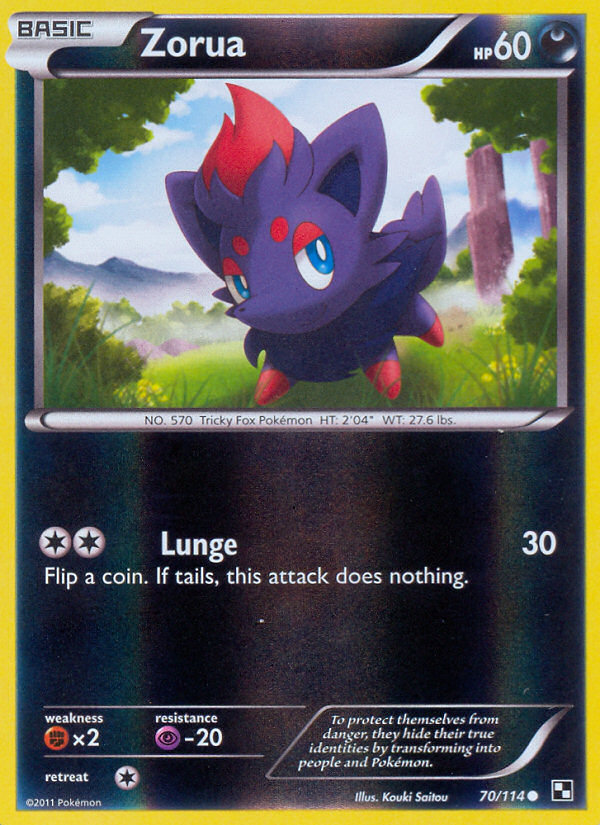 BASIC
Zorua
HP60
NO. 570 Tricky Fox Pokémon HT: 2'04" WT: 27.6 lbs.
Lunge 30
Flip a coin. If tails, this attack does nothing.
weakness
×2
resistance
-20
retreat
To protect themselves from
danger, they hide their true
identities by transforming into
people and Pokémon.
©2011 Pokémon
Illus. Kouki Saitou
70/114